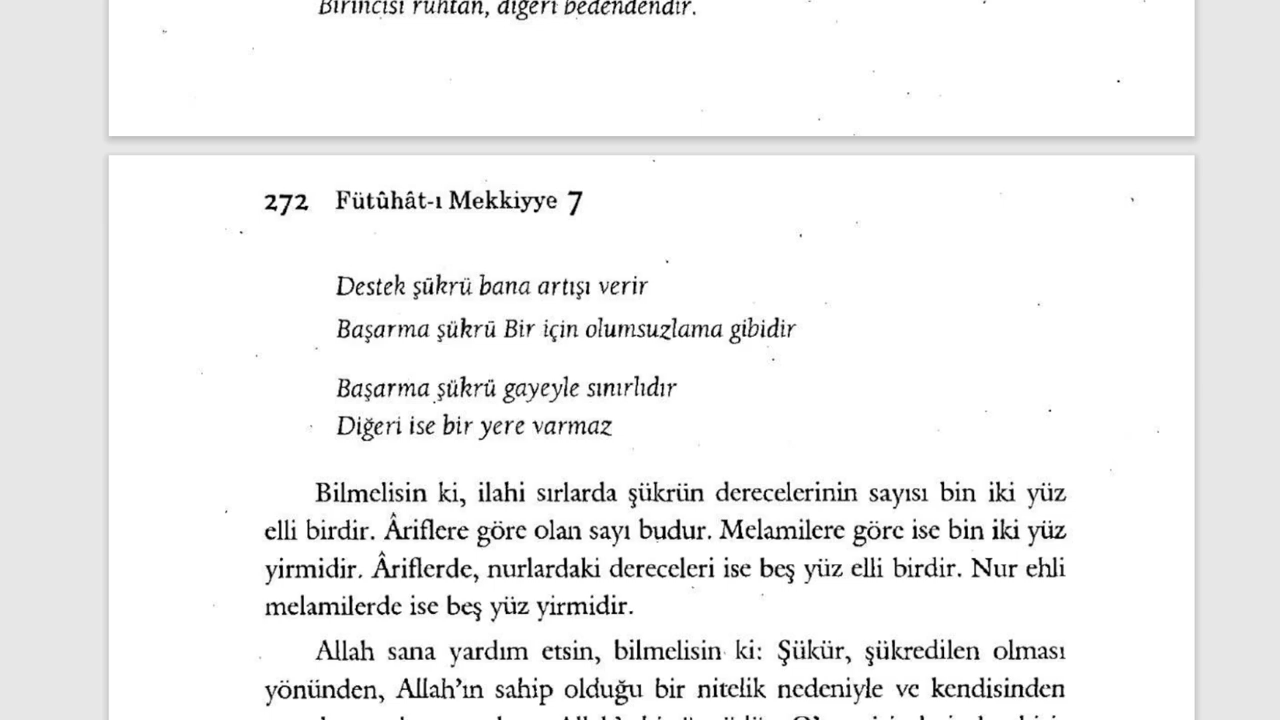 Birincisi ruhtan, diğeri bedendendir.
272 Fütûhât-ı Mekkiyye 7
Destek şükrü bana artışı verir
Başarma şükrü Bir için olumsuzlama gibidir
Başarma şükrü gayeyle sınırlıdır
Diğeri ise bir yere varmaz
Bilmelisin ki, ilahi sırlarda şükrün derecelerinin sayısı bin iki yüz
elli birdir. Âriflere göre olan sayı budur. Melamilere göre ise bin iki yüz
yirmidir. Âriflerde, nurlardaki dereceleri ise beş yüz elli birdir. Nur ehli
melamilerde ise beş yüz yirmidir.
Allah sana yardım etsin, bilmelisin ki: Şükür, şükredilen olması
yönünden, Allah'ın sahip olduğu bir nitelik nedeniyle ve kendisinden